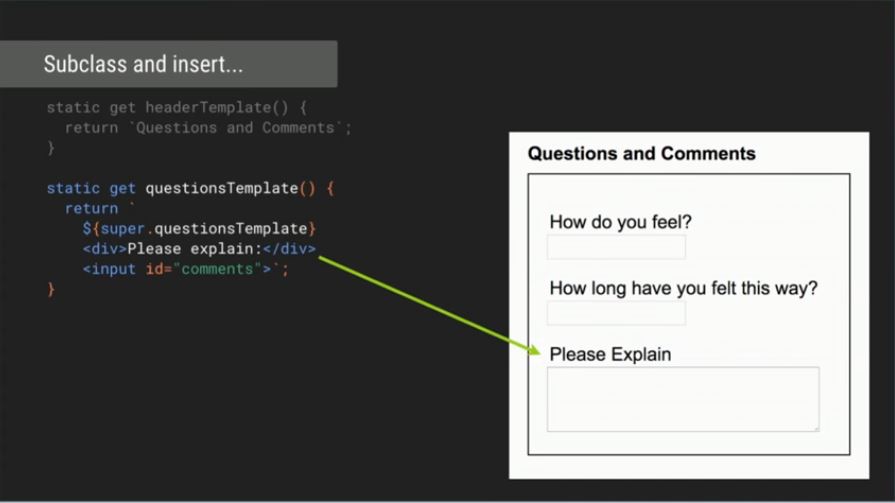 Subclass and insert...
static get headerTemplate() {
return `Questions and Comments`;
}
static get questionsTemplate() {
return `
${super.questionsTemplate}
<div>Please explain:</div>
<input id="comments">`;
}
Questions and Comments
How do you feel?
How long have you felt this way?
Please Explain